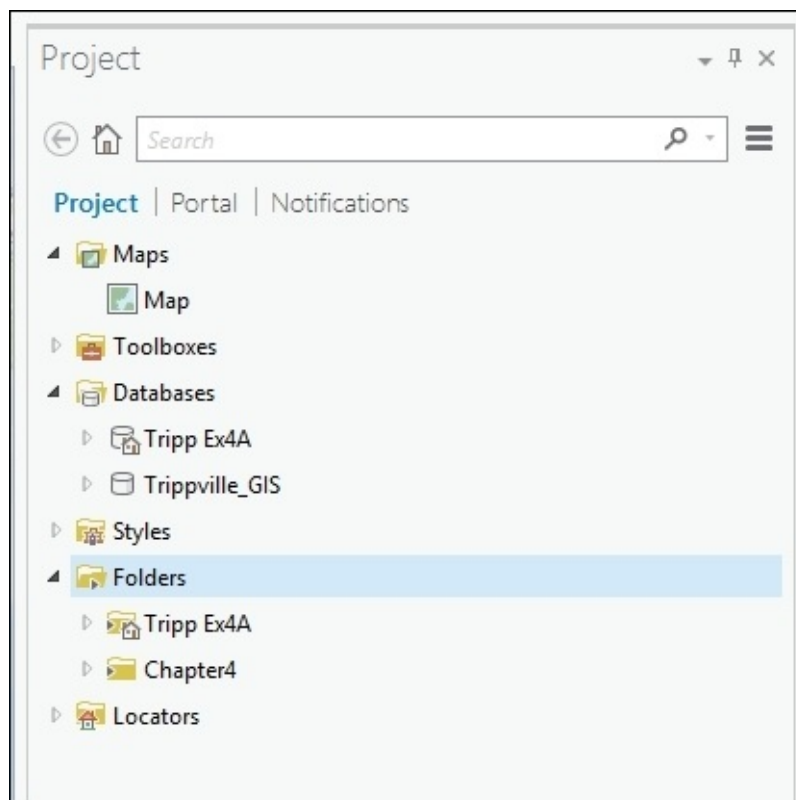 Project
Search
Project | Portal | Notifications
Maps
Map
Toolboxes
Databases
Tripp Ex4A
Trippville_GIS
Styles
Folders
Tripp Ex4A
Chapter4
Locators